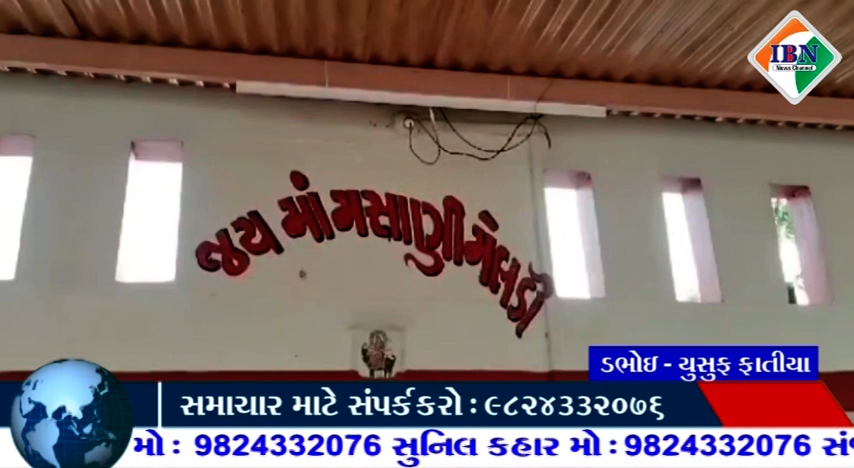 IBN
News Channel
જય માં મસાણી મેલડી
ડભોઇ - યુસુફ ફાતીયા
સમાચાર માટે સંપર્ક કરો : ૯૮૨૪૩૩૨૦૭૬
મો : 9824332076 સુનિલ કહાર મો : 9824332076